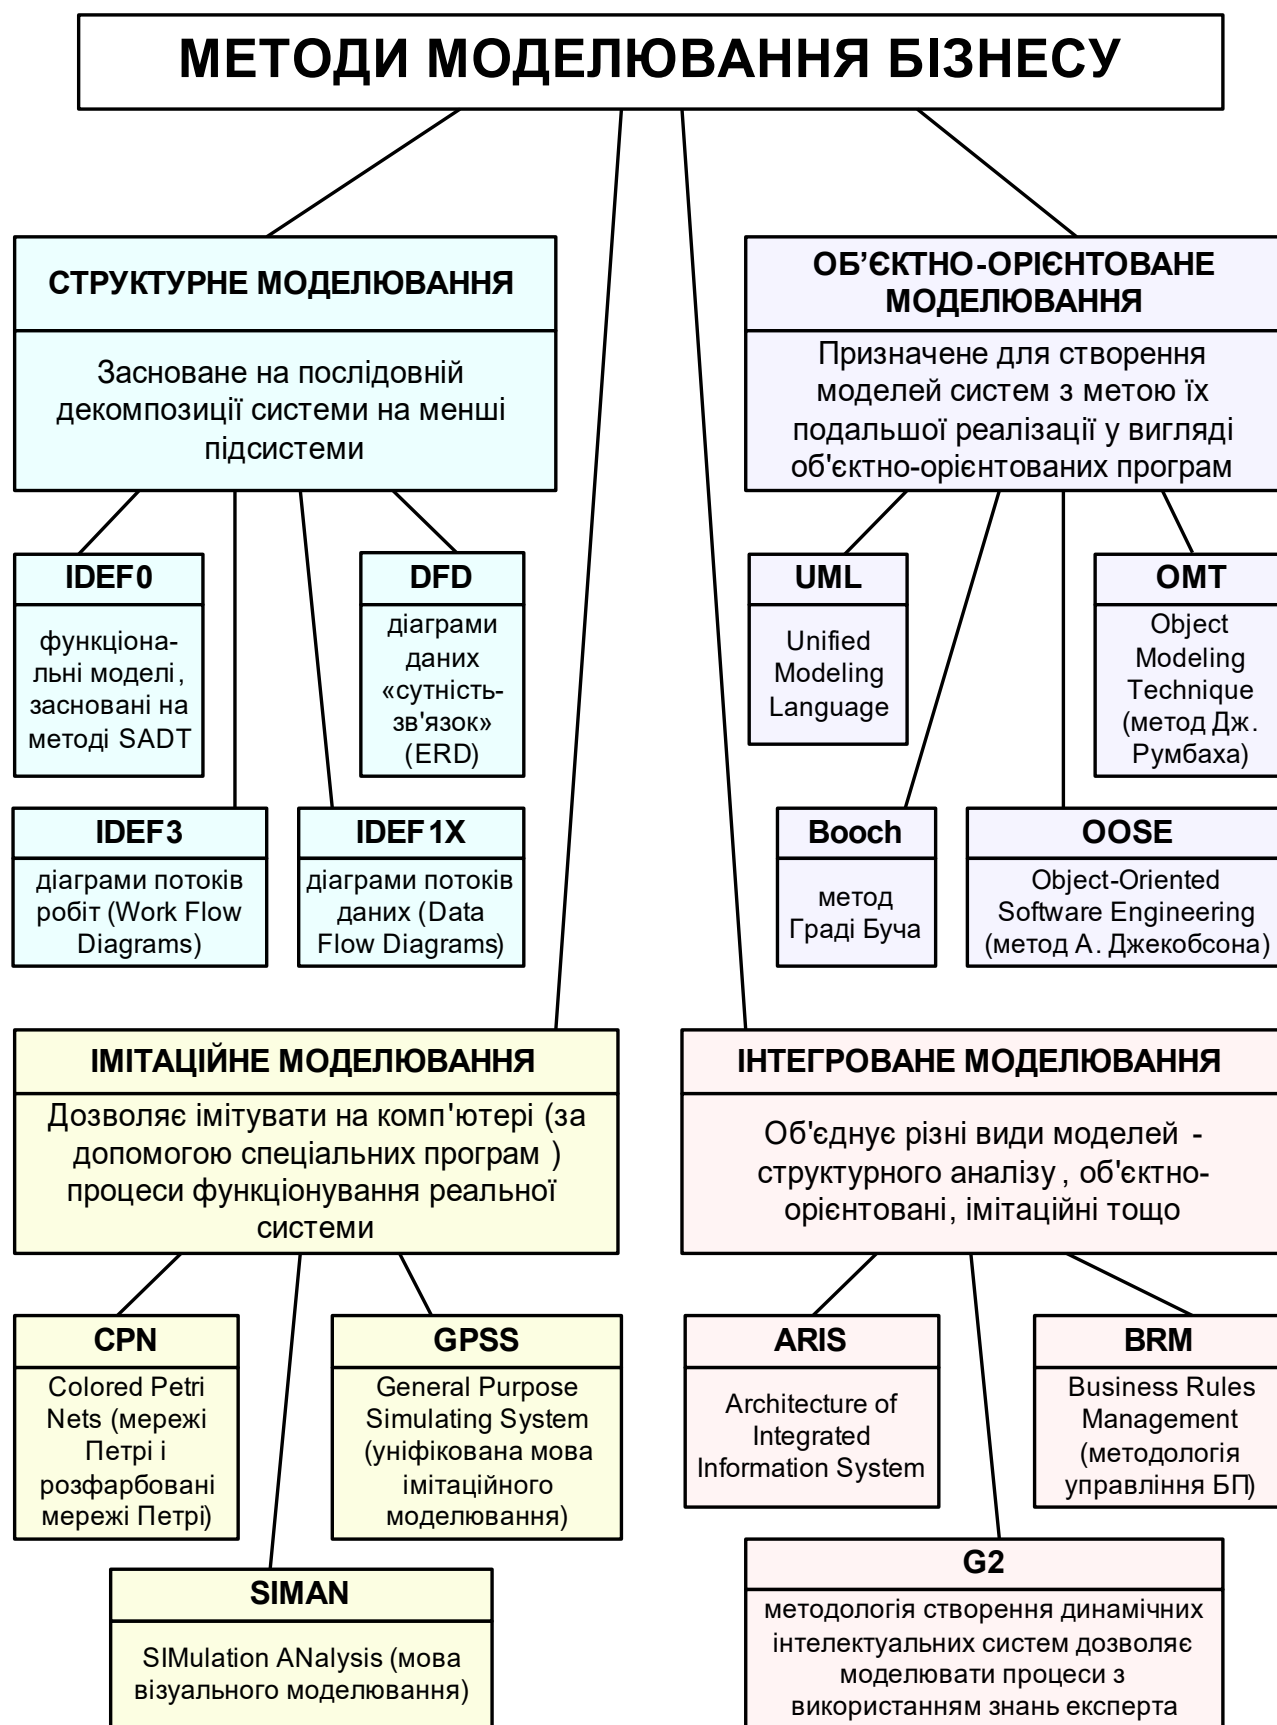 МЕТОДИ МОДЕЛЮВАННЯ БІЗНЕСУ
СТРУКТУРНЕ МОДЕЛЮВАННЯ
Засноване на послідовній
декомпозиції системи на менші
підсистеми
ОБ’ЄКТНО-ОРІЄНТОВАНЕ
МОДЕЛЮВАННЯ
Призначене для створення
моделей систем з метою їх
подальшої реалізації у вигляді
об'єктно-орієнтованих програм
IDEF0
функціона-
льні моделі,
засновані на
методі SADT
DFD
діаграми
даних
«сутність-
зв'язок»
(ERD)
UML
Unified
Modeling
Language
OMT
Object
Modeling
Technique
(метод Дж.
Румбаха)
IDEF3
діаграми потоків
робіт (Work Flow
Diagrams)
IDEF1X
діаграми потоків
даних (Data
Flow Diagrams)
Booch
метод
Граді Буча
OOSE
Object-Oriented
Software Engineering
(метод А. Джекобсона)
ІМІТАЦІЙНЕ МОДЕЛЮВАННЯ
Дозволяє імітувати на комп'ютері (за
допомогою спеціальних програм )
процеси функціонування реальної
системи
ІНТЕГРОВАНЕ МОДЕЛЮВАННЯ
Об'єднує різні види моделей -
структурного аналізу , об'єктно-
орієнтовані, імітаційні тощо
CPN
Colored Petri
Nets (мережі
Петрі і
розфарбовані
мережі Петрі)
GPSS
General Purpose
Simulating System
(уніфікована мова
імітаційного
моделювання)
ARIS
Architecture of
Integrated
Information System
BRM
Business Rules
Management
(методологія
управління БП)
SIMAN
SIMulation ANalysis (мова
візуального моделювання)
G2
методологія створення динамічних
інтелектуальних систем дозволяє
моделювати процеси з
використанням знань експерта